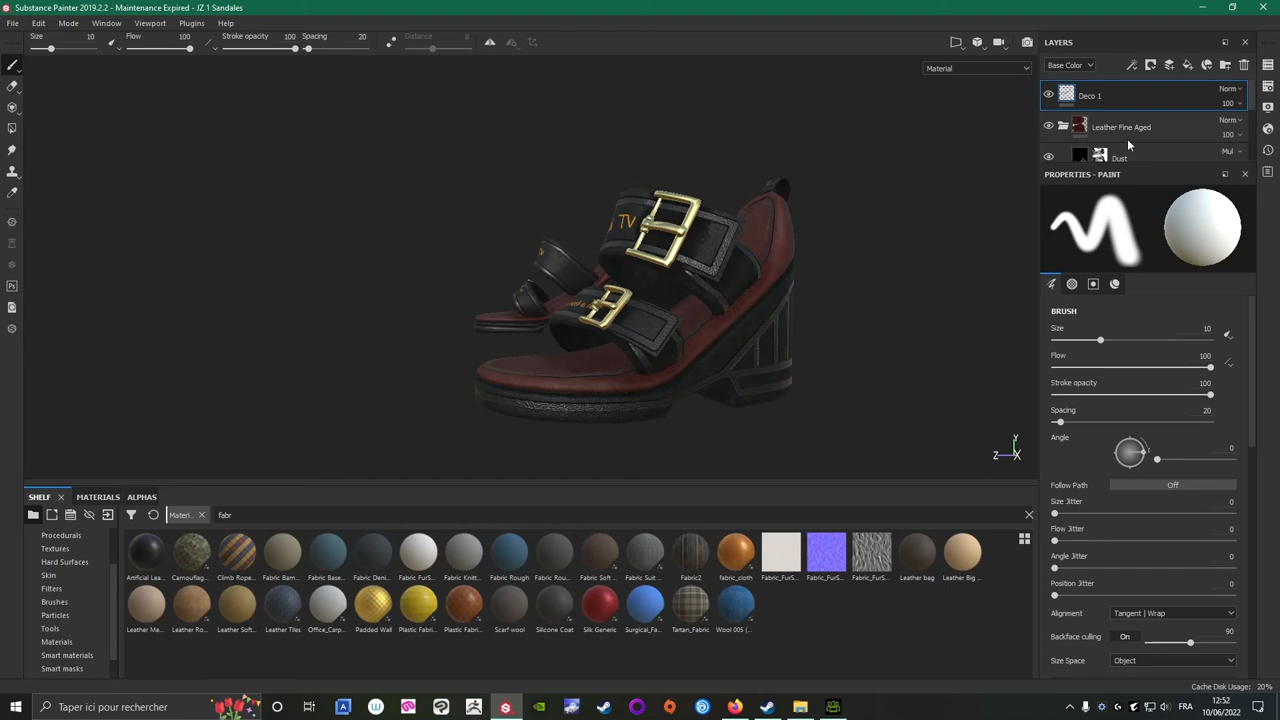 Substance Painter 2019.2.2 - Maintenance Expired - JZ 1 Sandales
File Edit Mode Window Viewport Plugins Help
Size 10 Flow 100 Stroke opacity 100 Spacing 20 Distance 8
Material
LAYERS
Base Color
Deco 1 Norm 100
Leather Fine Aged Norm 100
Dust Mul
PROPERTIES - PAINT
TV
BRUSH
Size 10
Flow 100
Stroke opacity 100
Spacing 20
Angle 0
Follow Path Off
Size Jitter 0
Flow Jitter 0
Angle Jitter 0
Position Jitter 0
Alignment Tangent | Wrap
Backface culling On 90
Size Space Object
Y
Z X
SHELF MATERIALS ALPHAS
Materi... fabr
Procedurals
Textures
Hard Surfaces
Skin
Filters
Brushes
Particles
Tools
Materials
Smart materials
Smart masks
Artificial Lea... Camouflag... Climb Rope... Fabric Bam... Fabric Base... Fabric Deni... Fabric FurS... Fabric Knitt... Fabric Rough Fabric Rou... Fabric Soft ... Fabric Suit ... Fabric2 fabric_cloth Fabric_FurS... Fabric_FurS... Fabric_FurS... Leather bag Leather Big ...
Leather Me... Leather Ro... Leather Soft... Leather Tiles Office_Carp... Padded Wall Plastic Fabri... Plastic Fabri... Scarf wool Silicone Coat Silk Generic Surgical_Fa... Tartan_Fabric Wool 005 (...
Cache Disk Usage: 20%
Taper ici pour rechercher
FRA
12:52
10/06/2022